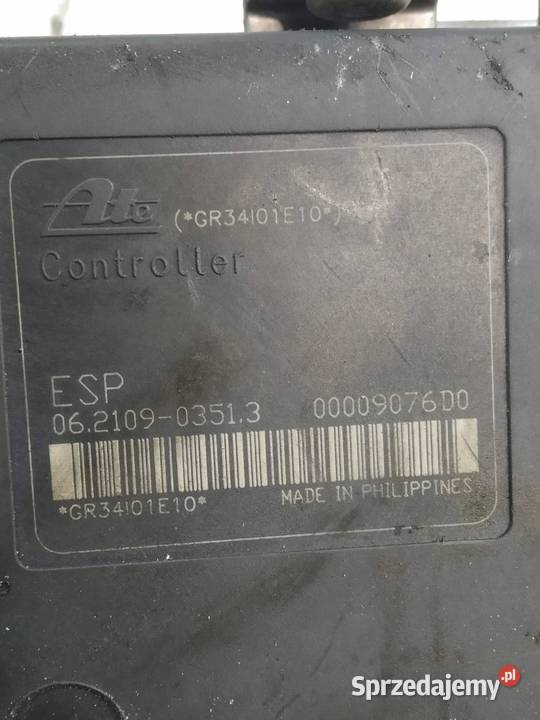 Ate (*GR34I01E10*)
Controller
ESP
06.2109-0351.3 00009076D0
*GR34I01E10* MADE IN PHILIPPINES
Sprzedajemy.pl